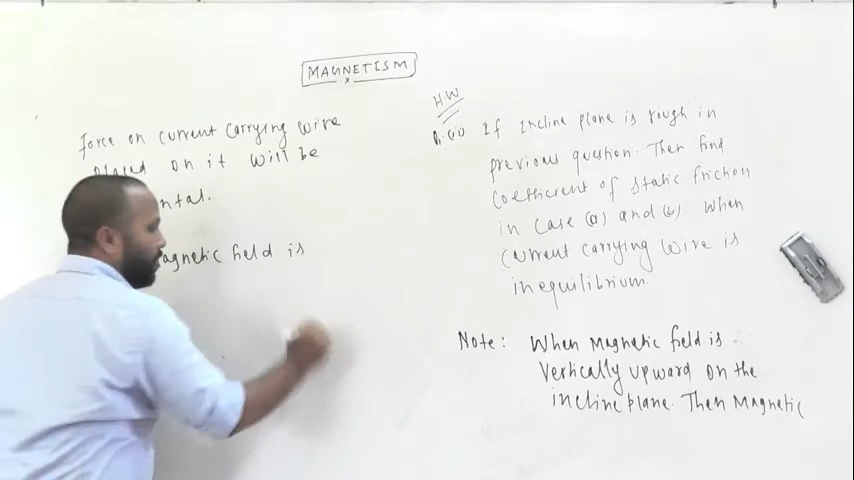 MAGNETISM
Force on current carrying wire
placed on it will be
ntal.
agnetic field is
HW
Q.(ii) If Incline plane is rough in
previous question. Then find
coefficient of static friction
in case (a) and (b) when
current carrying wire is
in equilibrium.
Note: When Magnetic field is
vertically upward on the
incline plane. Then Magnetic